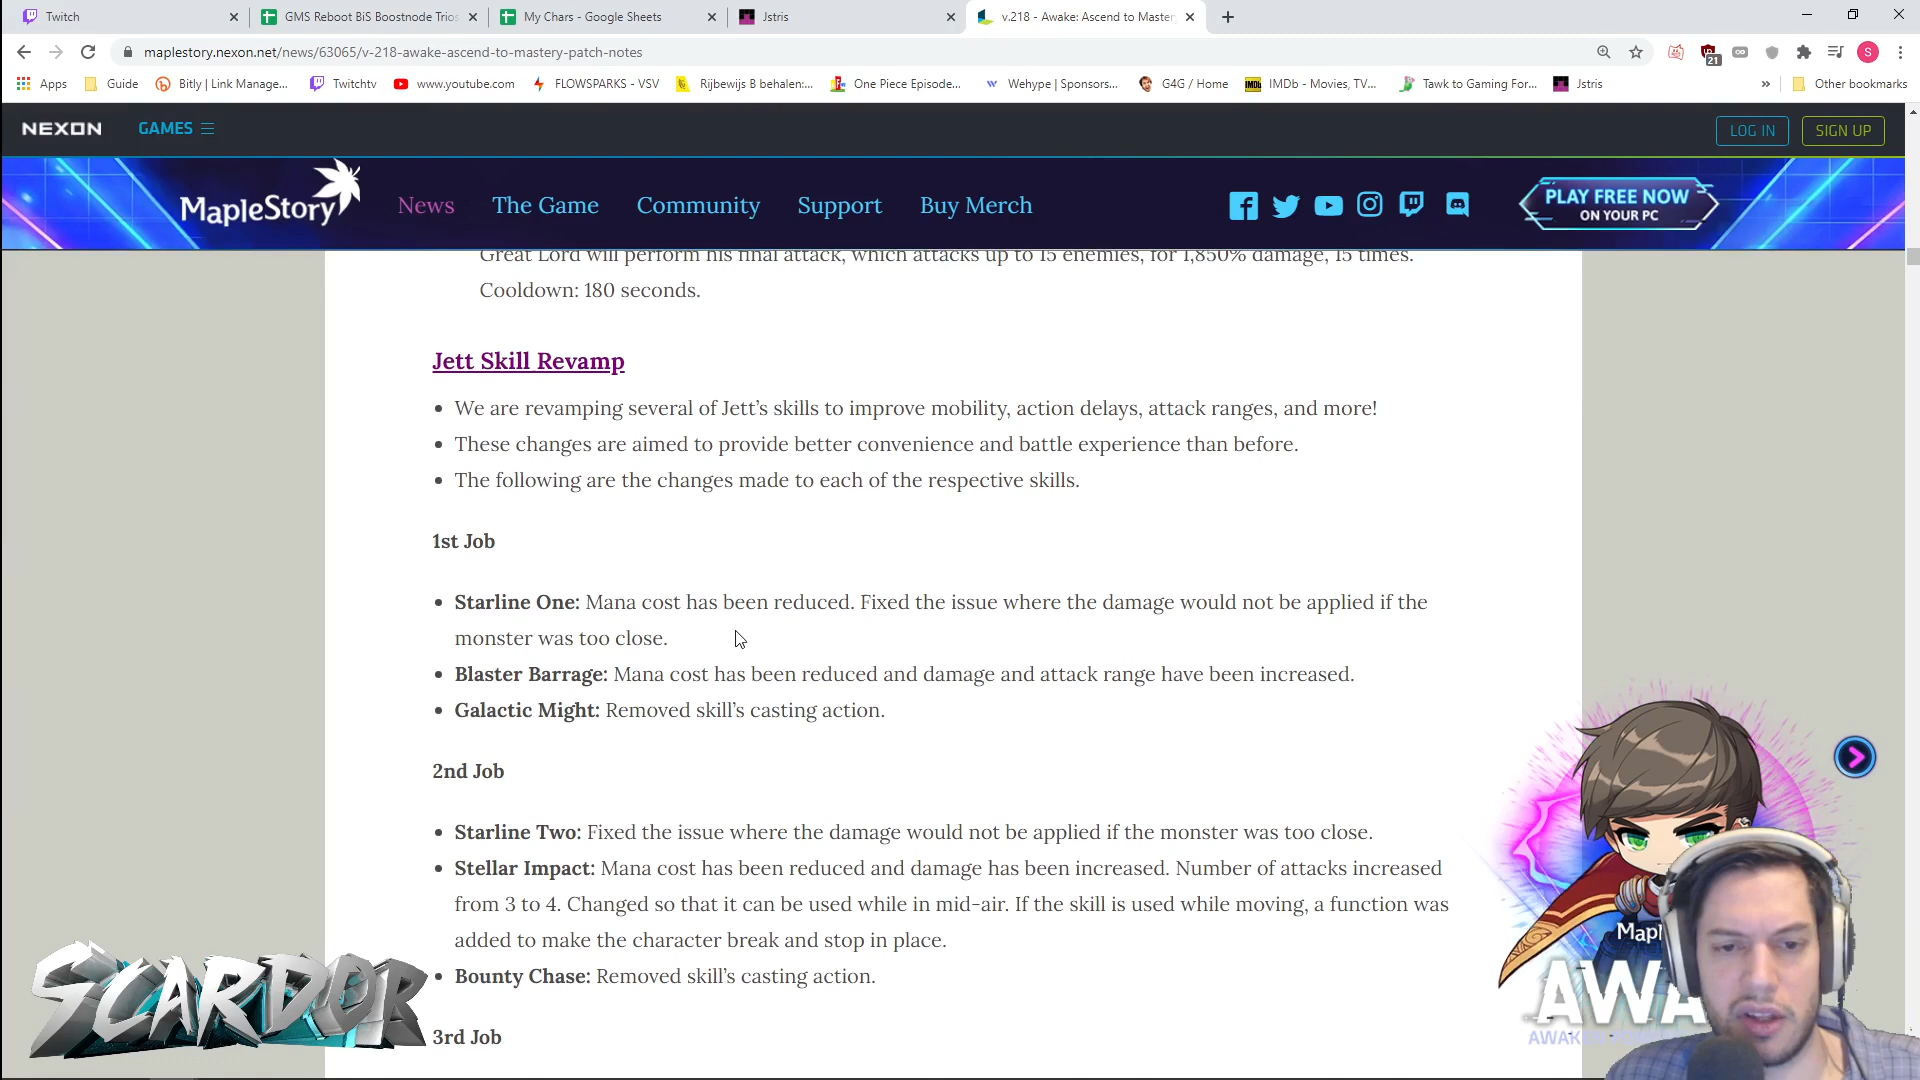 Twitch
GMS Reboot BiS Boostnode Trios
My Chars - Google Sheets
Jstris
v.218 - Awake: Ascend to Master
maplestory.nexon.net/news/63065/v-218-awake-ascend-to-mastery-patch-notes
21
S
Apps
Guide
Bitly | Link Manage...
Twitchtv
www.youtube.com
FLOWSPARKS - VSV
Rijbewijs B behalen:...
One Piece Episode...
Wehype | Sponsors...
G4G / Home
IMDb - Movies, TV...
Tawk to Gaming For...
Jstris
»
Other bookmarks
NEXON
GAMES
LOG IN
SIGN UP
MapleStory
News
The Game
Community
Support
Buy Merch
PLAY FREE NOW
ON YOUR PC
Great Lord will perform his final attack, which attacks up to 15 enemies, for 1,850% damage, 15 times.
Cooldown: 180 seconds.
Jett Skill Revamp
• We are revamping several of Jett’s skills to improve mobility, action delays, attack ranges, and more!
• These changes are aimed to provide better convenience and battle experience than before.
• The following are the changes made to each of the respective skills.
1st Job
• Starline One: Mana cost has been reduced. Fixed the issue where the damage would not be applied if the
monster was too close.
• Blaster Barrage: Mana cost has been reduced and damage and attack range have been increased.
• Galactic Might: Removed skill’s casting action.
2nd Job
• Starline Two: Fixed the issue where the damage would not be applied if the monster was too close.
• Stellar Impact: Mana cost has been reduced and damage has been increased. Number of attacks increased
from 3 to 4. Changed so that it can be used while in mid-air. If the skill is used while moving, a function was
added to make the character break and stop in place.
• Bounty Chase: Removed skill’s casting action.
3rd Job
SCARDOR
Mapl
AWA